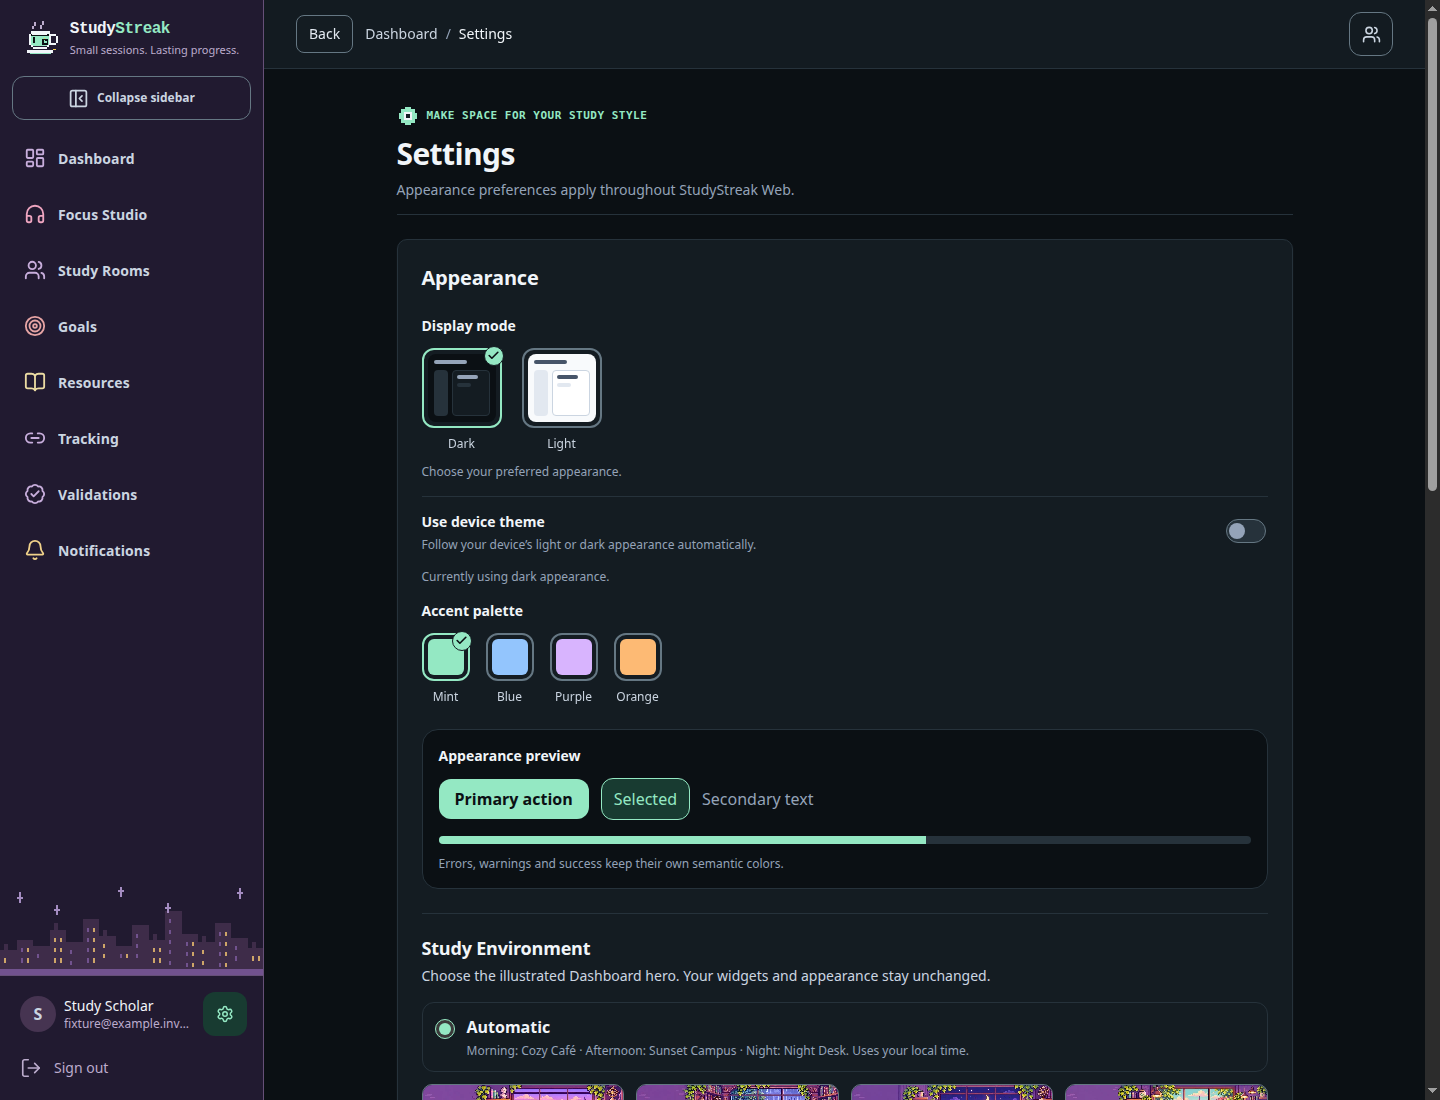 StudyStreak
Small sessions. Lasting progress.
Collapse sidebar
Dashboard
Focus Studio
Study Rooms
Goals
Resources
Tracking
Validations
Notifications
S
Study Scholar
fixture@example.inv...
Sign out
Back
Dashboard / Settings
MAKE SPACE FOR YOUR STUDY STYLE
Settings
Appearance preferences apply throughout StudyStreak Web.
Appearance
Display mode
Dark
Light
Choose your preferred appearance.
Use device theme
Follow your device’s light or dark appearance automatically.
Currently using dark appearance.
Accent palette
Mint
Blue
Purple
Orange
Appearance preview
Primary action
Selected
Secondary text
Errors, warnings and success keep their own semantic colors.
Study Environment
Choose the illustrated Dashboard hero. Your widgets and appearance stay unchanged.
Automatic
Morning: Cozy Café · Afternoon: Sunset Campus · Night: Night Desk. Uses your local time.